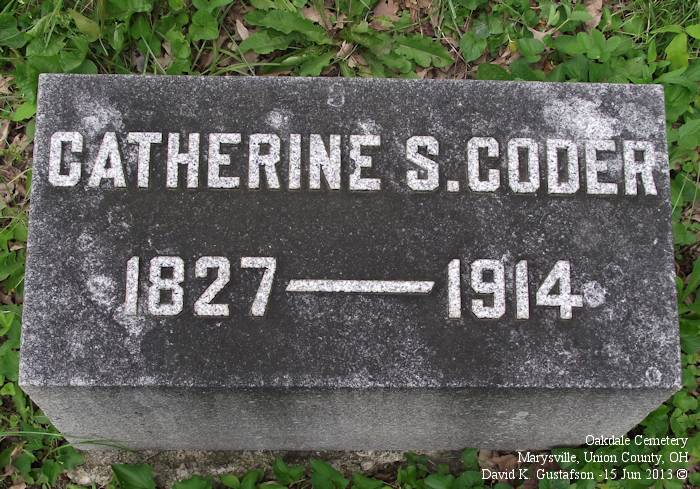 CATHERINE S. CODER
1827 — 1914
Oakdale Cemetery
Marysville, Union County, OH
David K. Gustafson - 15 Jun 2013 ©